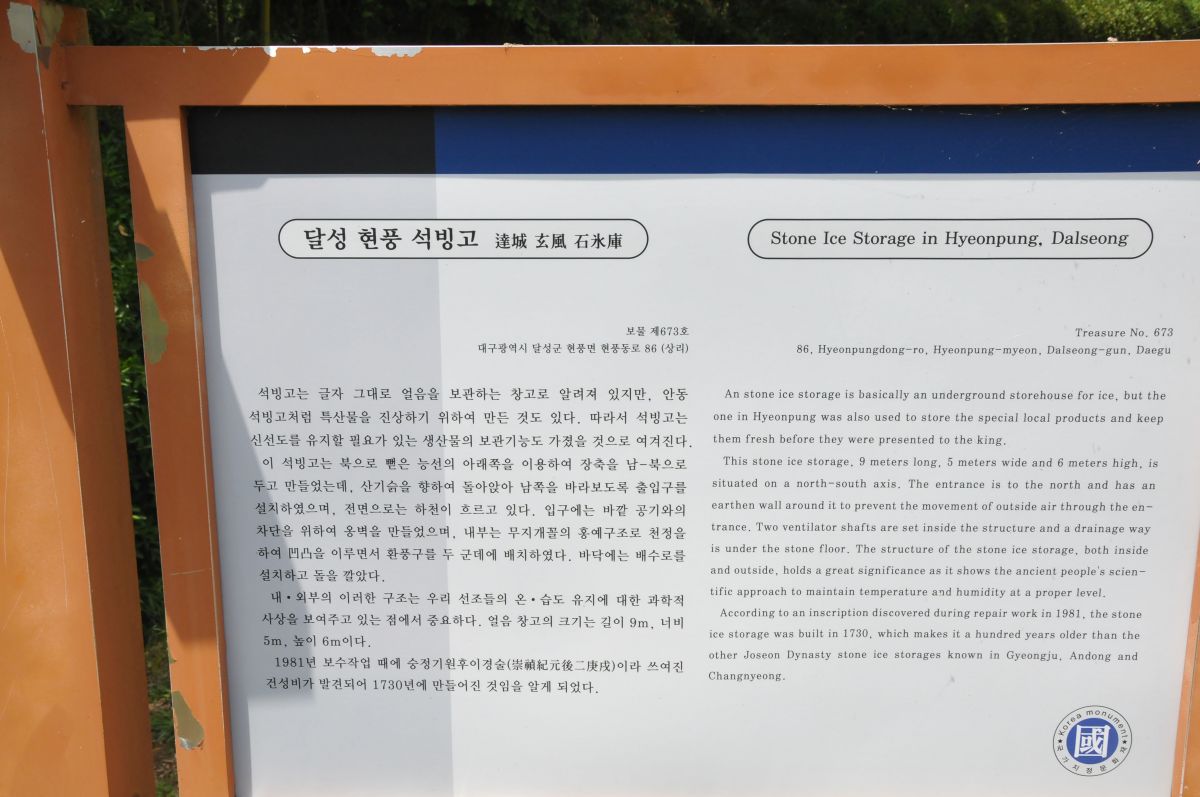 달성 현풍 석빙고 達城 玄風 石氷庫
보물 제673호
대구광역시 달성군 현풍면 현풍동로 86 (상리)
석빙고는 글자 그대로 얼음을 보관하는 창고로 알려져 있지만, 안동
석빙고처럼 특산물을 진상하기 위하여 만든 것도 있다. 따라서 석빙고는
신선도를 유지할 필요가 있는 생산물의 보관기능도 가졌을 것으로 여겨진다.
이 석빙고는 북으로 뻗은 능선의 아래쪽을 이용하여 장축을 남-북으로
두고 만들었는데, 산기슭을 향하여 돌아앉아 남쪽을 바라보도록 출입구를
설치하였으며, 전면으로는 하천이 흐르고 있다. 입구에는 바깥 공기와의
차단을 위하여 옹벽을 만들었으며, 내부는 무지개꼴의 홍예구조로 천정을
하여 凹凸을 이루면서 환풍구를 두 군데에 배치하였다. 바닥에는 배수로를
설치하고 돌을 깔았다.
내·외부의 이러한 구조는 우리 선조들의 온·습도 유지에 대한 과학적
사상을 보여주고 있는 점에서 중요하다. 얼음 창고의 크기는 길이 9m, 너비
5m, 높이 6m이다.
1981년 보수작업 때에 숭정기원후이경술(崇禎紀元後二庚戌)이라 쓰여진
건성비가 발견되어 1730년에 만들어진 것임을 알게 되었다.
Stone Ice Storage in Hyeonpung, Dalseong
Treasure No. 673
86, Hyeonpungdong-ro, Hyeonpung-myeon, Dalseong-gun, Daegu
An stone ice storage is basically an underground storehouse for ice, but the
one in Hyeonpung was also used to store the special local products and keep
them fresh before they were presented to the king.
This stone ice storage, 9 meters long, 5 meters wide and 6 meters high, is
situated on a north-south axis. The entrance is to the north and has an
earthen wall around it to prevent the movement of outside air through the en-
trance. Two ventilator shafts are set inside the structure and a drainage way
is under the stone floor. The structure of the stone ice storage, both inside
and outside, holds a great significance as it shows the ancient people's scien-
tific approach to maintain temperature and humidity at a proper level.
According to an inscription discovered during repair work in 1981, the stone
ice storage was built in 1730, which makes it a hundred years older than the
other Joseon Dynasty stone ice storages known in Gyeongju, Andong and
Changnyeong.
Korea monument
國
국가지정문화재